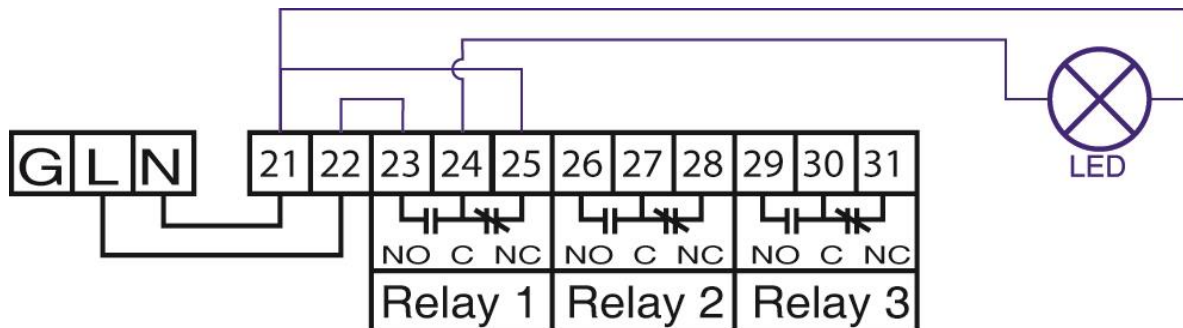 LED
G L N 21 22 23 24 25 26 27 28 29 30 31
NO C NC NO C NC NO C NC
Relay 1 Relay 2 Relay 3